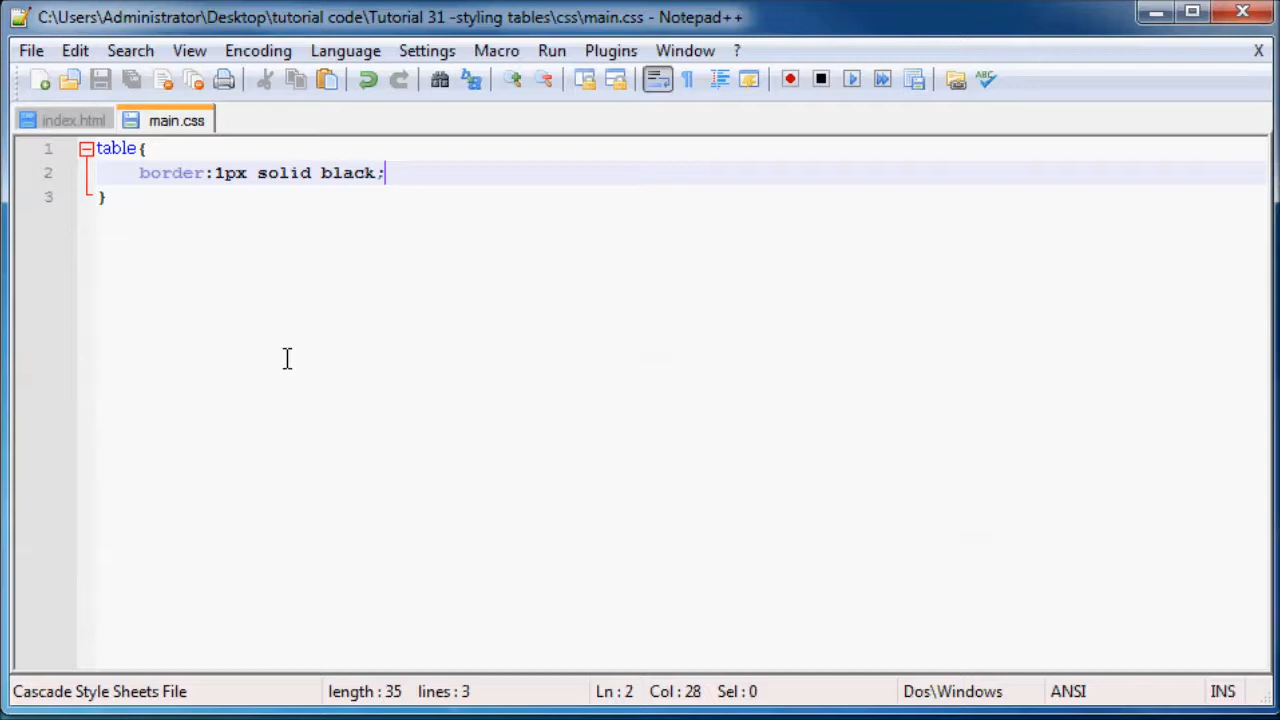 C:\Users\Administrator\Desktop\tutorial code\Tutorial 31 -styling tables\css\main.css - Notepad++
File Edit Search View Encoding Language Settings Macro Run Plugins Window ? X
index.html main.css
1 table{
2 border:1px solid black;
3 }
Cascade Style Sheets File length : 35 lines : 3 Ln : 2 Col : 28 Sel : 0 Dos\Windows ANSI INS